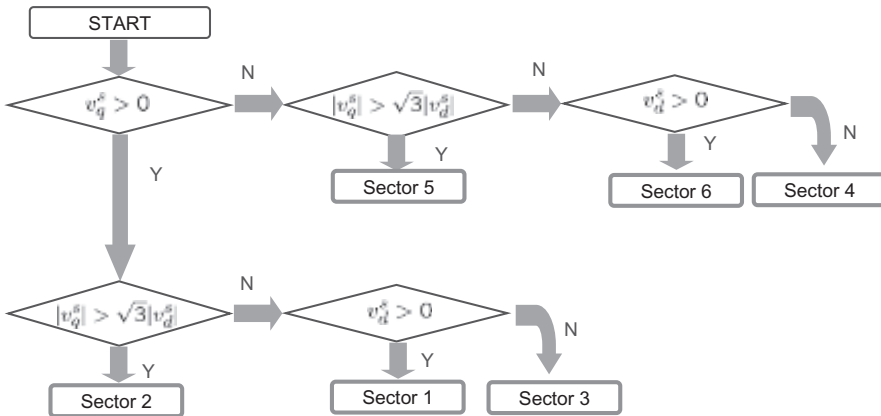 START
N
N
v_q^s > 0
|v_q^s| > √3|v_d^s|
v_d^s > 0
N
Y
Y
Y
Sector 5
Sector 6
Sector 4
N
|v_q^s| > √3|v_d^s|
v_d^s > 0
N
Y
Y
Sector 2
Sector 1
Sector 3